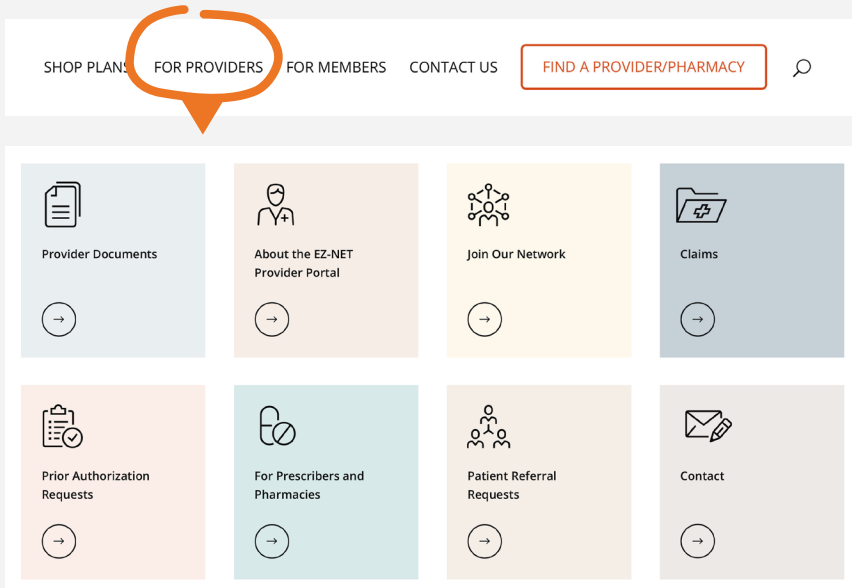 SHOP PLANS FOR PROVIDERS FOR MEMBERS CONTACT US FIND A PROVIDER/PHARMACY
Provider Documents
About the EZ-NET
Provider Portal
Join Our Network
Claims
Prior Authorization
Requests
For Prescribers and
Pharmacies
Patient Referral
Requests
Contact